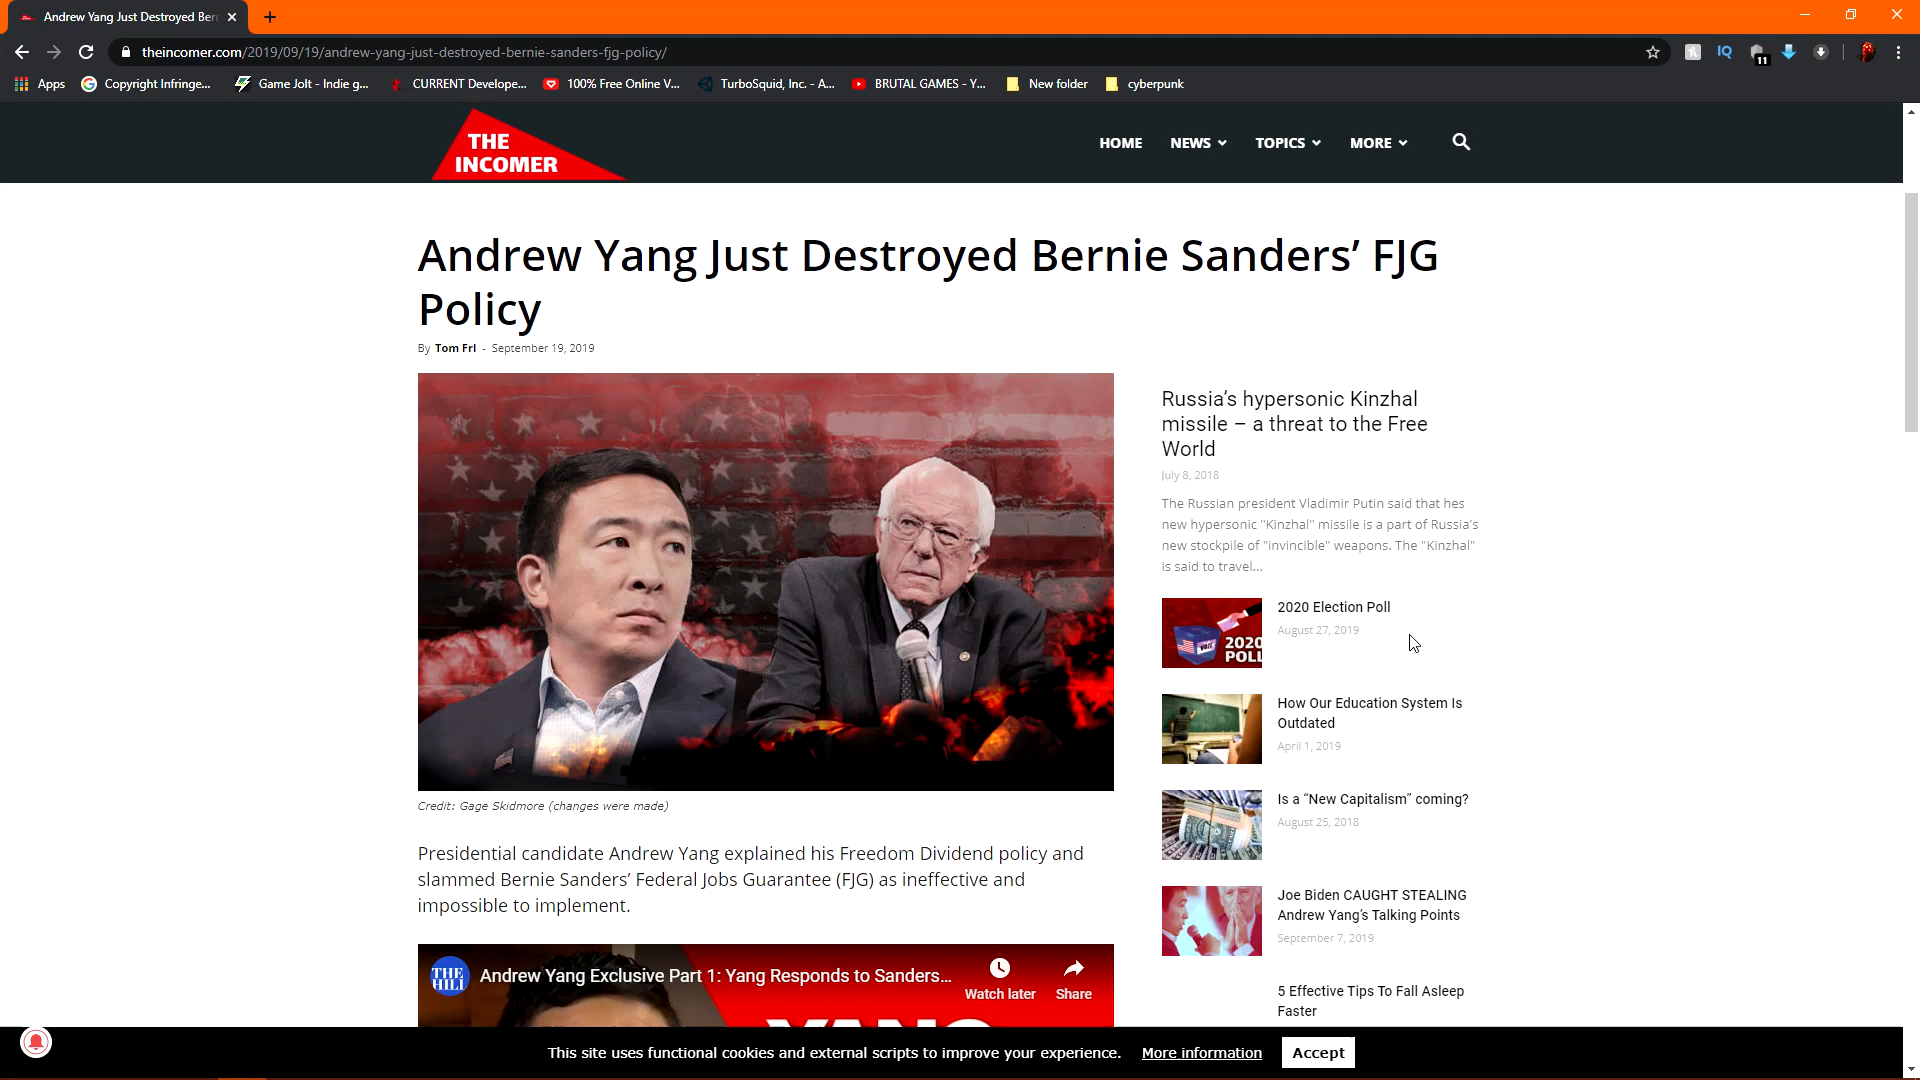 Andrew Yang Just Destroyed Ber
theincomer.com/2019/09/19/andrew-yang-just-destroyed-bernie-sanders-fjg-policy/
11
Apps
Copyright Infringe...
Game Jolt - Indie g...
CURRENT Develope...
100% Free Online V...
TurboSquid, Inc. - A...
BRUTAL GAMES - Y...
New folder
cyberpunk
THE
INCOMER
HOME NEWS TOPICS MORE
Andrew Yang Just Destroyed Bernie Sanders’ FJG
Policy
By Tom Frl - September 19, 2019
Credit: Gage Skidmore (changes were made)
Presidential candidate Andrew Yang explained his Freedom Dividend policy and
slammed Bernie Sanders’ Federal Jobs Guarantee (FJG) as ineffective and
impossible to implement.
THE
HILL
Andrew Yang Exclusive Part 1: Yang Responds to Sanders...
Watch later
Share
YANG
Russia’s hypersonic Kinzhal
missile – a threat to the Free
World
July 8, 2018
The Russian president Vladimir Putin said that hes
new hypersonic "Kinzhal" missile is a part of Russia's
new stockpile of "invincible" weapons. The "Kinzhal"
is said to travel...
2020
POLL
VOTE
2020 Election Poll
August 27, 2019
How Our Education System Is
Outdated
April 1, 2019
Is a “New Capitalism” coming?
August 25, 2018
Joe Biden CAUGHT STEALING
Andrew Yang’s Talking Points
September 7, 2019
5 Effective Tips To Fall Asleep
Faster
This site uses functional cookies and external scripts to improve your experience.
More information
Accept